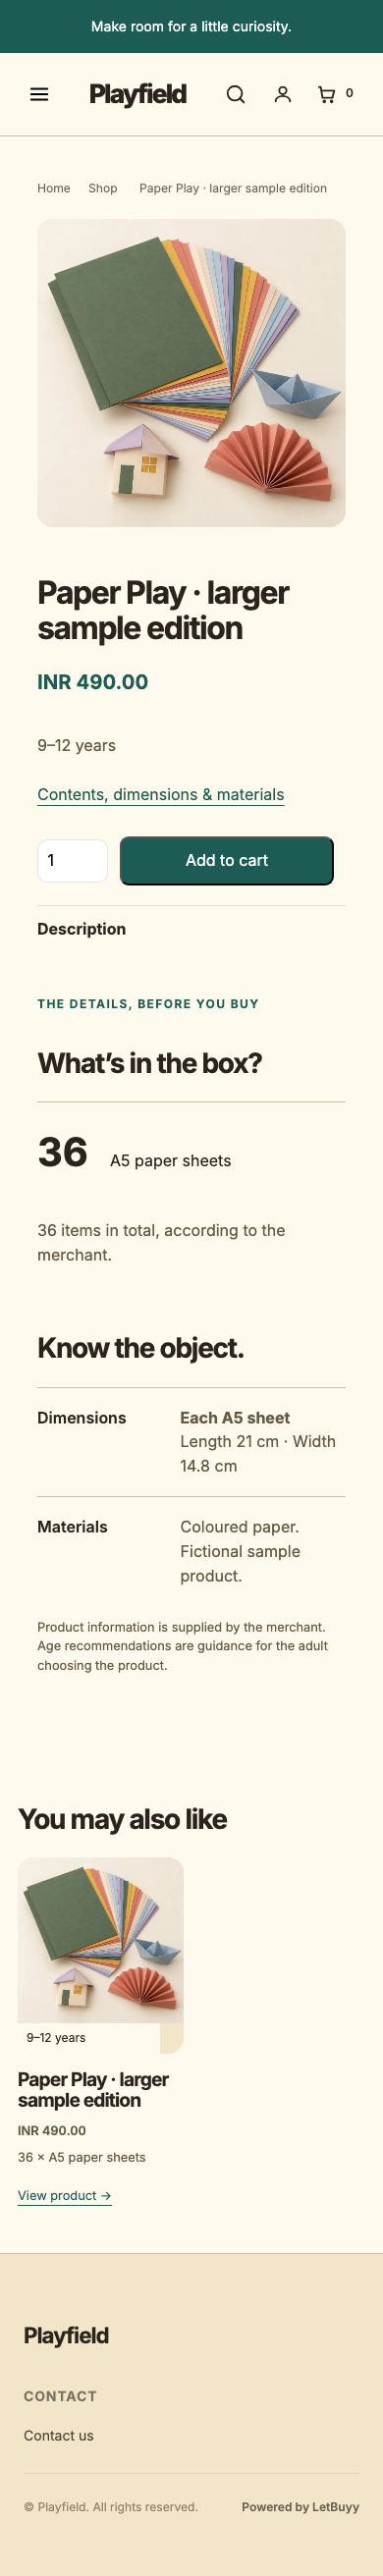 Make room for a little curiosity.
Playfield
0
Home Shop Paper Play · larger sample edition
Paper Play · larger
sample edition
INR 490.00
9–12 years
Contents, dimensions & materials
1 Add to cart
Description
THE DETAILS, BEFORE YOU BUY
What’s in the box?
36 A5 paper sheets
36 items in total, according to the
merchant.
Know the object.
Dimensions Each A5 sheet
Length 21 cm · Width
14.8 cm
Materials Coloured paper.
Fictional sample
product.
Product information is supplied by the merchant.
Age recommendations are guidance for the adult
choosing the product.
You may also like
9–12 years
Paper Play · larger
sample edition
INR 490.00
36 × A5 paper sheets
View product →
Playfield
CONTACT
Contact us
© Playfield. All rights reserved. Powered by LetBuyy